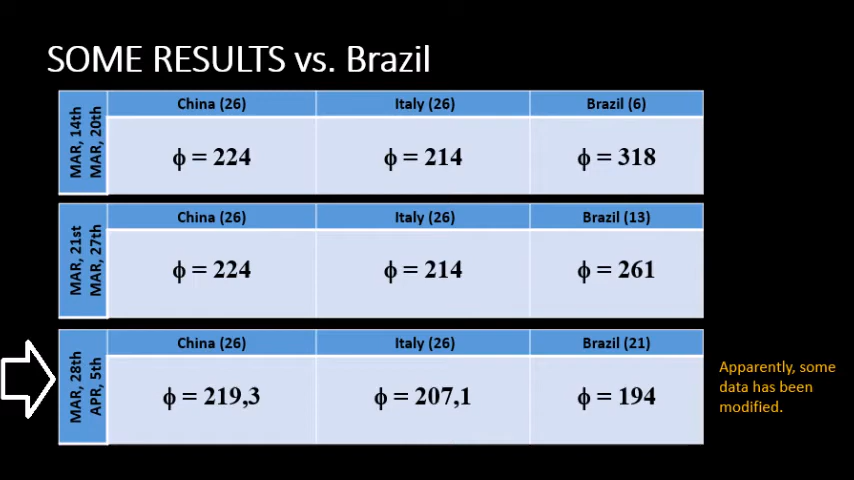 SOME RESULTS vs. Brazil
MAR, 14th
MAR, 20th
China (26)
Italy (26)
Brazil (6)
ϕ = 224
ϕ = 214
ϕ = 318
MAR, 21st
MAR, 27th
China (26)
Italy (26)
Brazil (13)
ϕ = 224
ϕ = 214
ϕ = 261
MAR, 28th
APR, 5th
China (26)
Italy (26)
Brazil (21)
ϕ = 219,3
ϕ = 207,1
ϕ = 194
Apparently, some
data has been
modified.